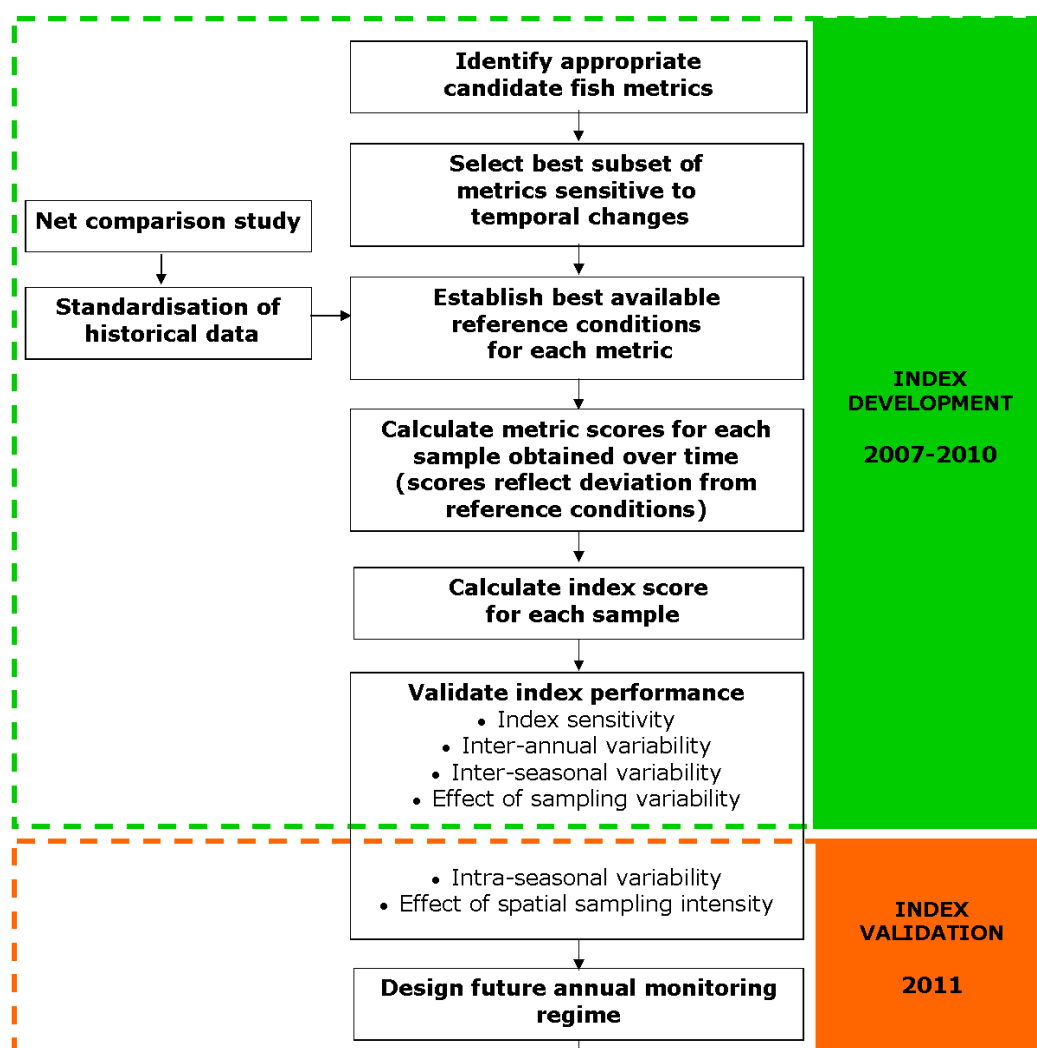 Identify appropriate
candidate fish metrics
Select best subset of
metrics sensitive to
temporal changes
Net comparison study
Standardisation of
historical data
Establish best available
reference conditions
for each metric
Calculate metric scores for each
sample obtained over time
(scores reflect deviation from
reference conditions)
Calculate index score
for each sample
Validate index performance
• Index sensitivity
• Inter-annual variability
• Inter-seasonal variability
• Effect of sampling variability
INDEX
DEVELOPMENT
2007-2010
• Intra-seasonal variability
• Effect of spatial sampling intensity
Design future annual monitoring
regime
INDEX
VALIDATION
2011